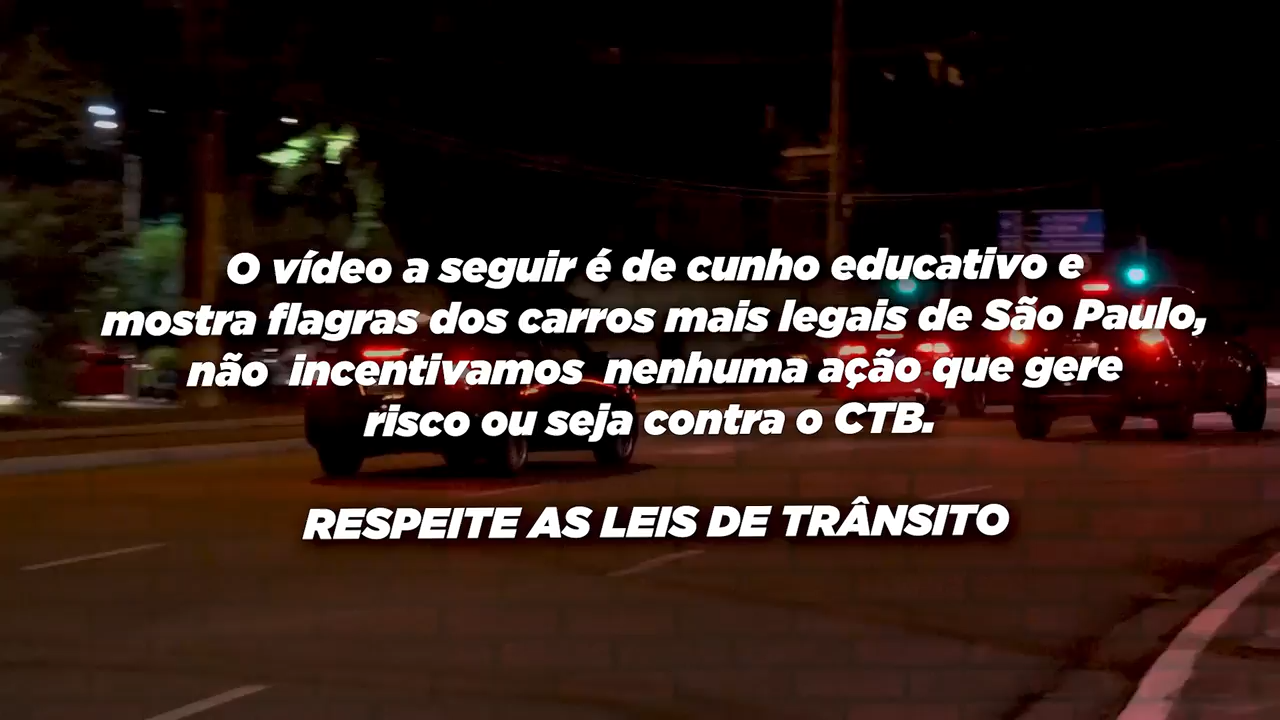 O vídeo a seguir é de cunho educativo e
mostra flagras dos carros mais legais de São Paulo,
não incentivamos nenhuma ação que gere
risco ou seja contra o CTB.
RESPEITE AS LEIS DE TRÂNSITO